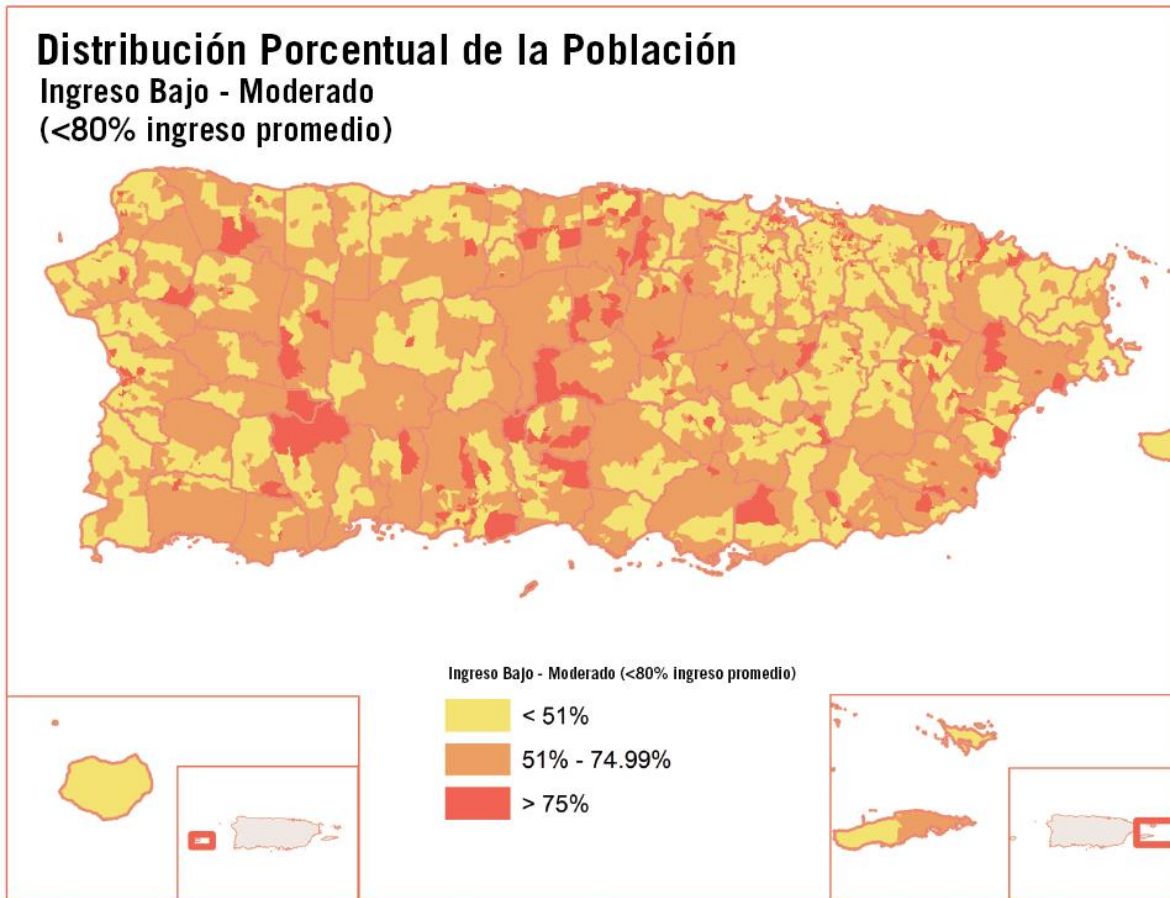 Distribución Porcentual de la Población
Ingreso Bajo - Moderado
(<80% ingreso promedio)
Ingreso Bajo - Moderado (<80% ingreso promedio)
< 51%
51% - 74.99%
> 75%